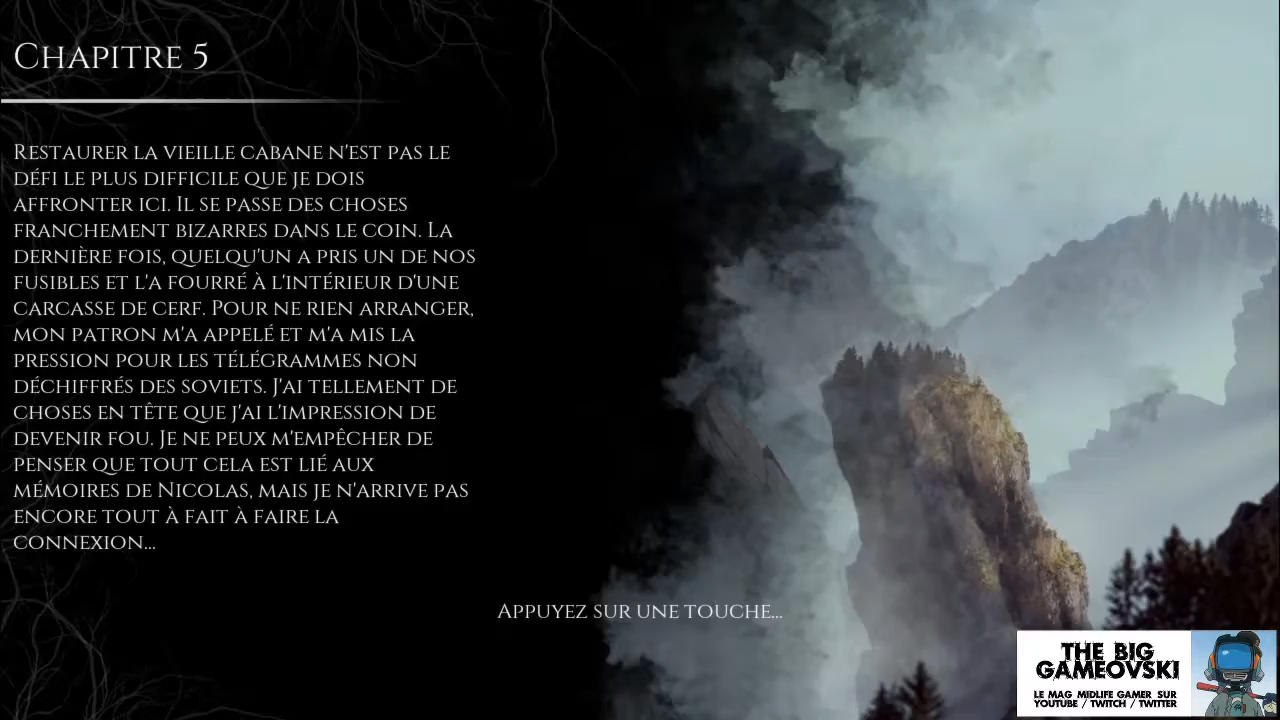 Chapitre 5
Restaurer la vieille cabane n'est pas le
défi le plus difficile que je dois
affronter ici. Il se passe des choses
franchement bizarres dans le coin. La
dernière fois, quelqu'un a pris un de nos
fusibles et l'a fourré à l'intérieur d'une
carcasse de cerf. Pour ne rien arranger,
mon patron m'a appelé et m'a mis la
pression pour les télégrammes non
déchiffrés des soviets. J'ai tellement de
choses en tête que j'ai l'impression de
devenir fou. Je ne peux m'empêcher de
penser que tout cela est lié aux
mémoires de Nicolas, mais je n'arrive pas
encore tout à fait à faire la
connexion...
Appuyez sur une touche...
THE BIG
GAMEOVSKI
LE MAG MIDLIFE GAMER SUR
YOUTUBE / TWITCH / TWITTER